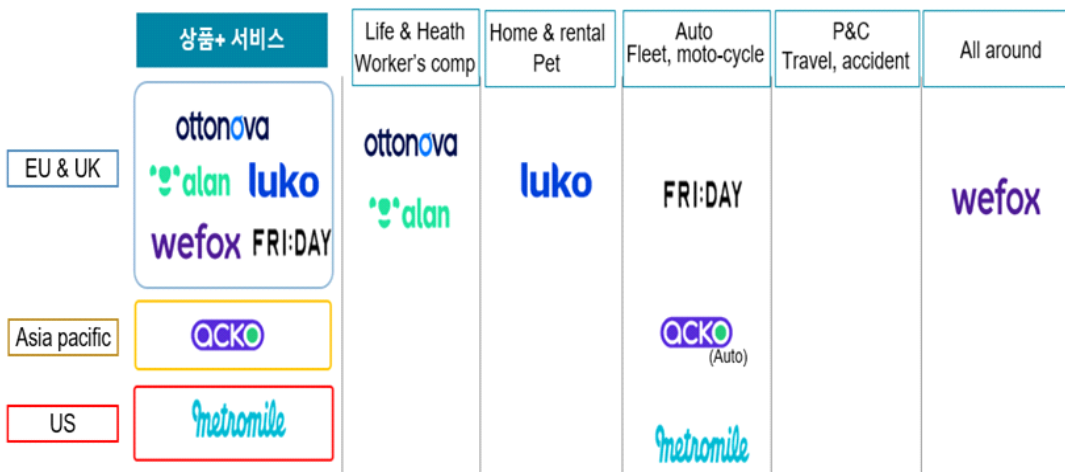 상품+ 서비스
Life & Heath
Worker's comp
Home & rental
Pet
Auto
Fleet, moto-cycle
P&C
Travel, accident
All around
EU & UK
ottonova
alan luko
wefox FRI:DAY
ottonova
alan
luko
FRI:DAY
wefox
Asia pacific
acko
acko
(Auto)
US
metromile
metromile